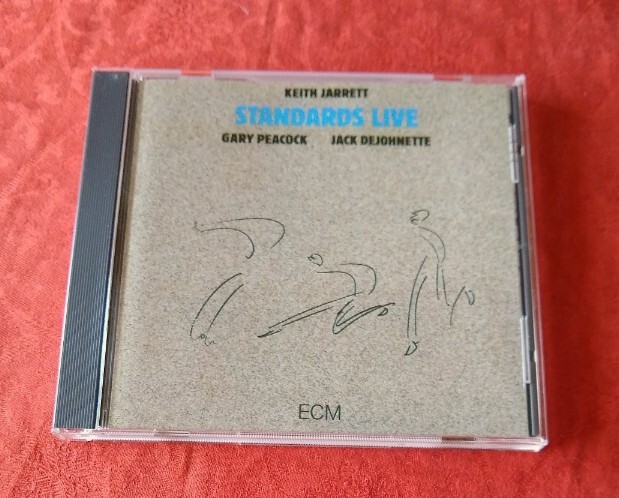 KEITH JARRETT
STANDARDS LIVE
GARY PEACOCK JACK DEJOHNETTE
ECM